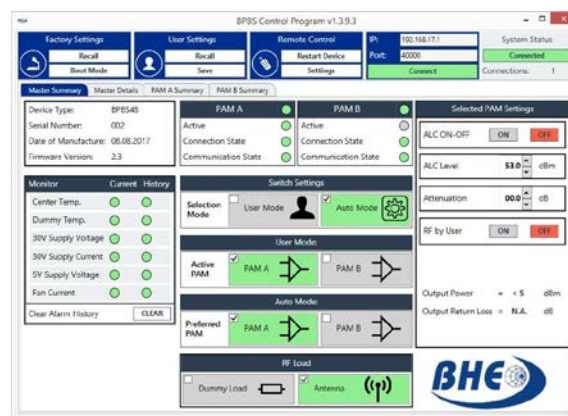 BPBS Control Program v1.3.9.3
Factory Settings
Recall
Boot Mode
User Settings
Recall
Save
Remote Control
Restart Device
Settings
IP: 192.168.17.1
Port: 40000
Connect
System Status
Connected
Connections: 1
Master Summary Master Details PAM A Summary PAM B Summary
Device Type: BPBS48
Serial Number: 002
Date of Manufacture: 08.08.2017
Firmware Version: 2.3
PAM A
Active
Connection State
Communication State
PAM B
Active
Connection State
Communication State
Monitor Current History
Center Temp.
Dummy Temp.
30V Supply Voltage
30V Supply Current
5V Supply Voltage
Fan Current
Clear Alarm History CLEAR
Switch Settings
Selection Mode
User Mode
Auto Mode
User Mode:
Active PAM
PAM A
PAM B
Auto Mode:
Preferred PAM
PAM A
PAM B
RF Load
Dummy Load
Antenna
Selected PAM Settings
ALC ON-OFF ON OFF
ALC Level 53.0 dBm
Attenuation 00.0 dB
RF by User ON OFF
Output Power = < 5 dBm
Output Return Loss = N.A. dB
BHE